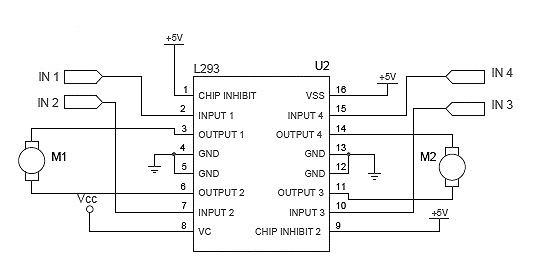 +5V
L293
U2
IN 1
IN 2
1 CHIP INHIBIT
2 INPUT 1
3 OUTPUT 1
4 GND
5 GND
6 OUTPUT 2
7 INPUT 2
8 VC
M1
Vcc
VSS 16
INPUT 4 15
OUTPUT 4 14
GND 13
GND 12
OUTPUT 3 11
INPUT 3 10
CHIP INHIBIT 2 9
+5V
IN 4
IN 3
M2
+5V